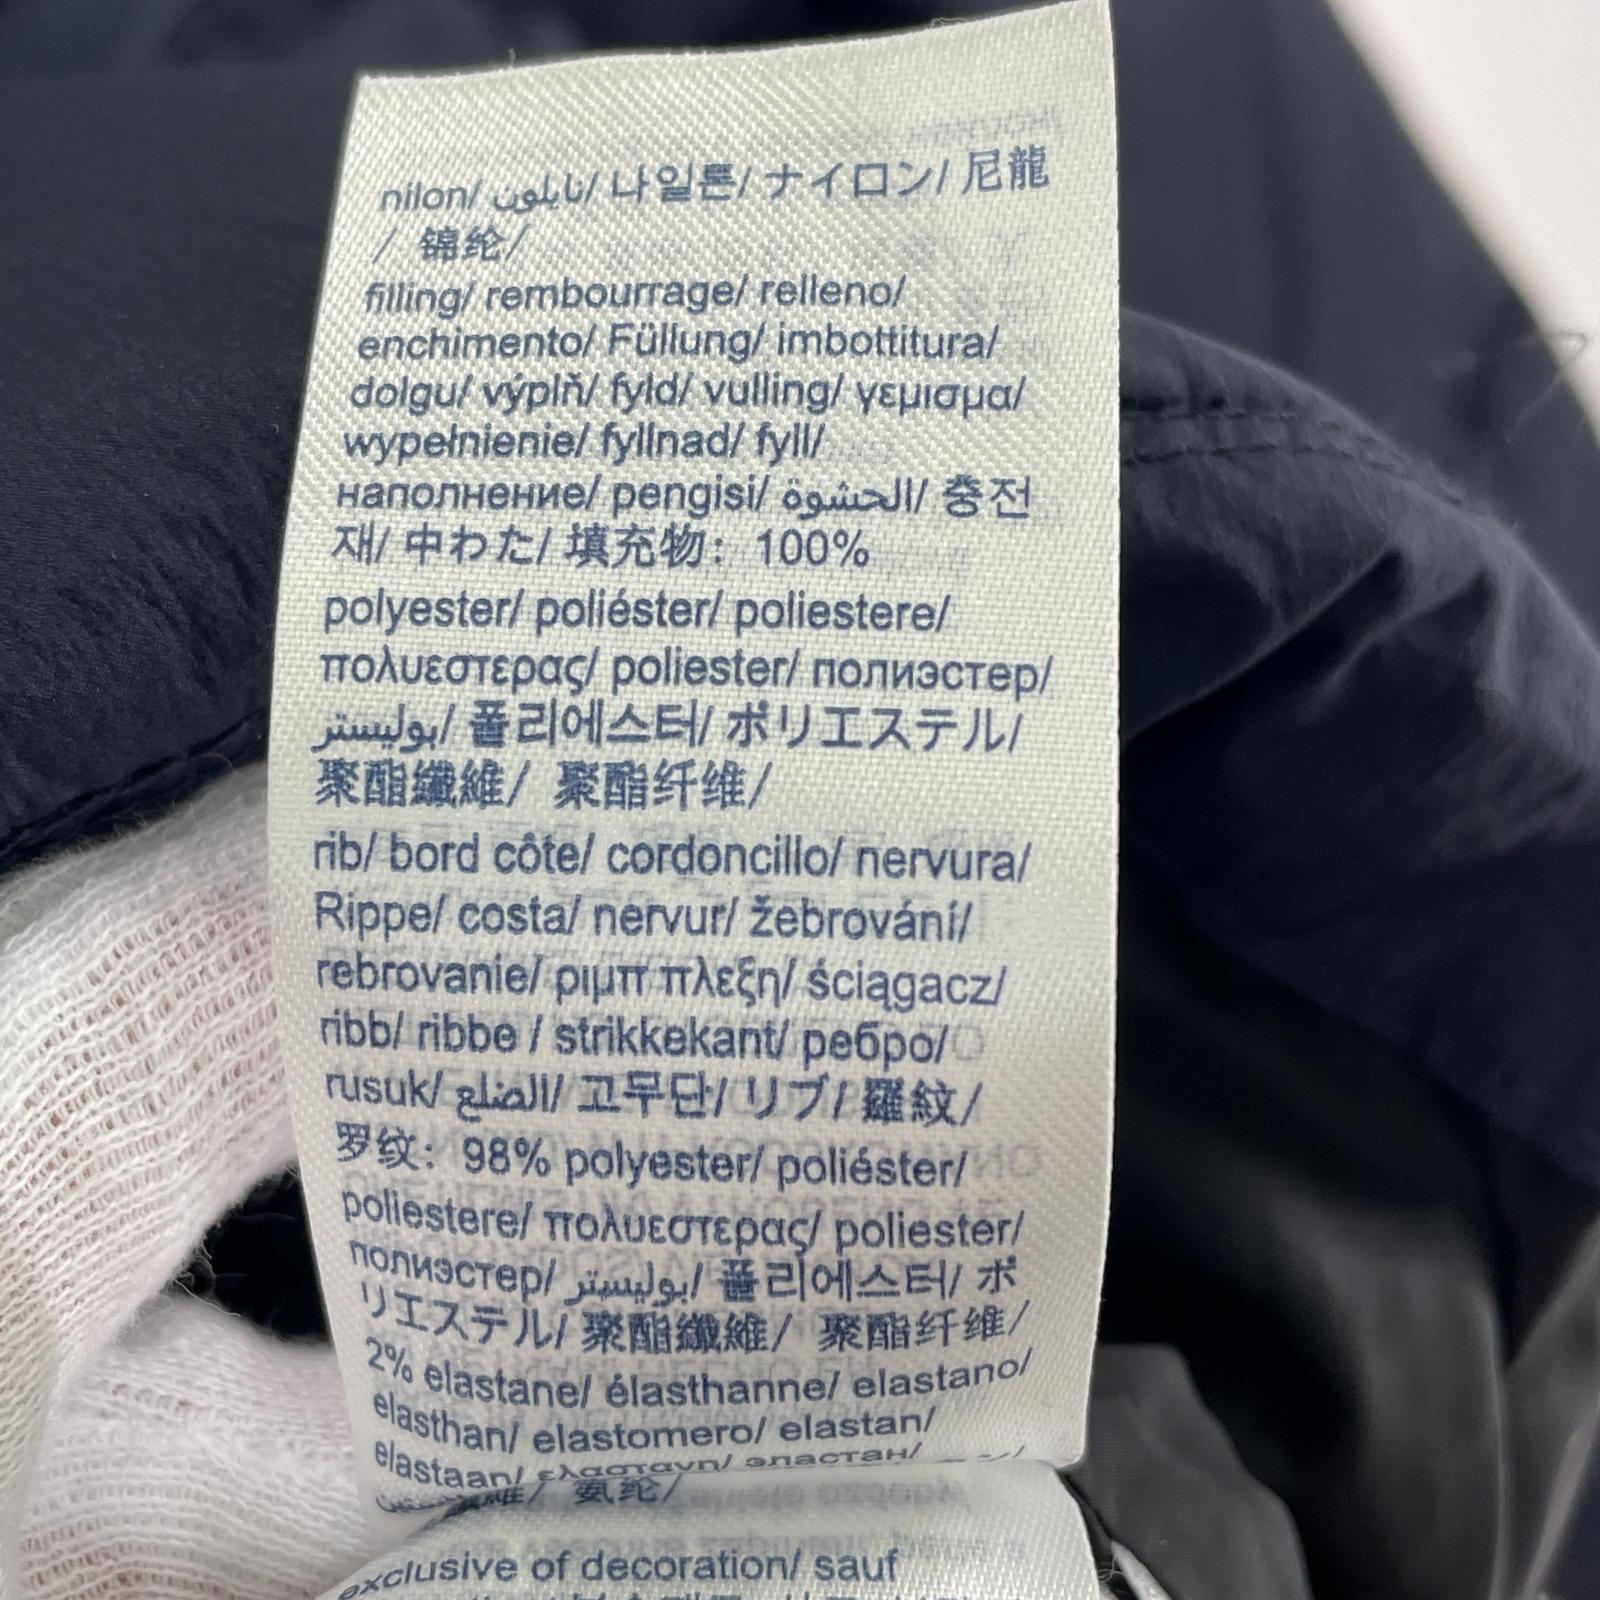 nilon/ نايلون/ 나일론/ ナイロン/ 尼龍
/ 锦纶/
filling/ rembourrage/ relleno/
enchimento/ Füllung/ imbottitura/
dolgu/ výplň/ fyld/ vulling/ γεμισμα/
wypełnienie/ fyllnad/ fyll/
наполнение/ pengisi/ الحشوة/ 충전
재/ 中わた/ 填充物: 100%
polyester/ poliéster/ poliestere/
πολυεστερας/ poliester/ полиэстер/
بوليستر/ 폴리에스터/ ポリエステル/
聚酯纖維/ 聚酯纤维/
rib/ bord côte/ cordoncillo/ nervura/
Rippe/ costa/ nervur/ žebrování/
rebrovanie/ ριμπ πλεξη/ ściągacz/
ribb/ ribbe / strikkekant/ ребро/
rusuk/ الضلع/ 고무단/ リブ/ 羅紋/
罗纹: 98% polyester/ poliéster/
poliestere/ πολυεστερας/ poliester/
полиэстер/ بوليستر/ 폴리에스터/ ポ
リエステル/ 聚酯纖維/ 聚酯纤维/
2% elastane/ élasthanne/ elastano/
elasthan/ elastomero/ elastan/
elastaan/ ελαστανη/ эластан/
氨纶/
exclusive of decoration/ sauf